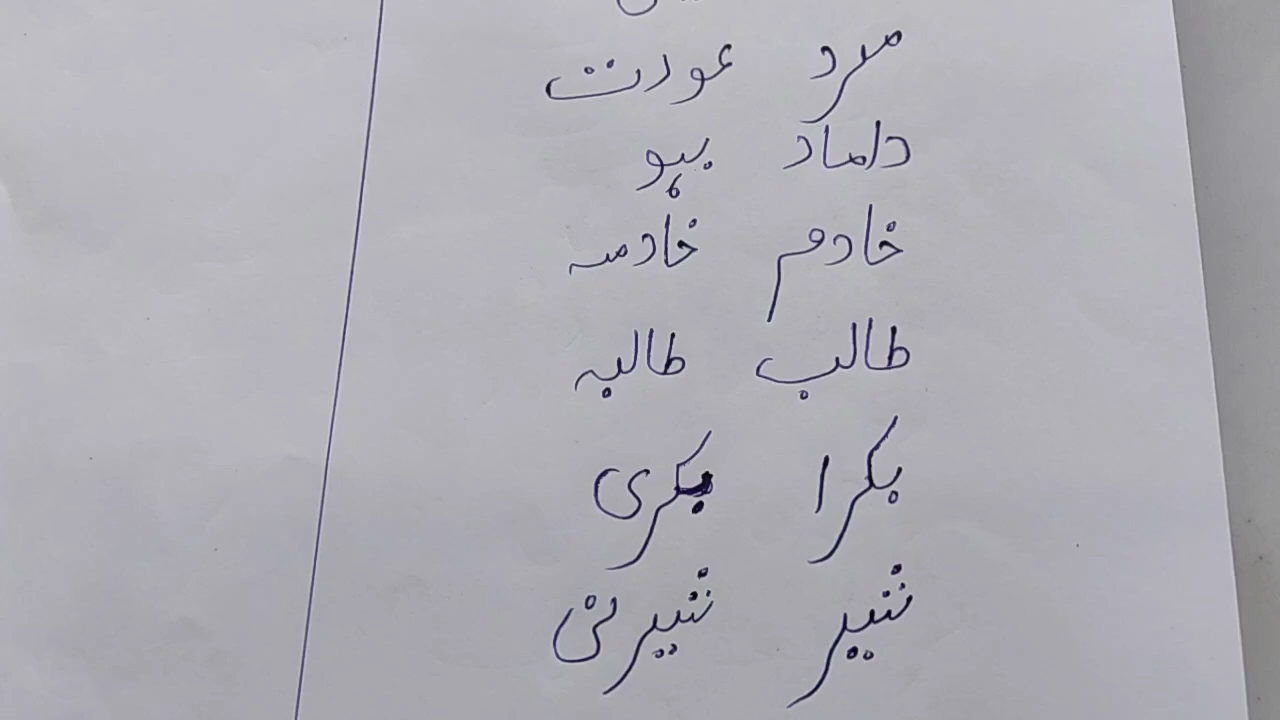 مرد عورت
داماد بہو
خادم خادمہ
طالب طالبہ
بکرا بکری
شیر شیرنی